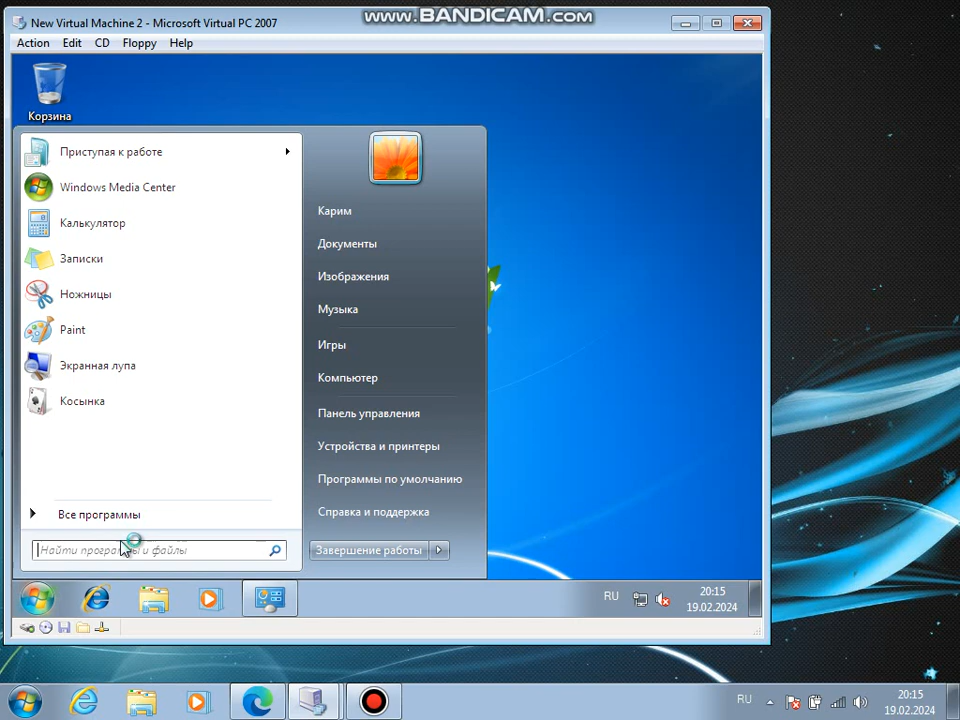 New Virtual Machine 2 - Microsoft Virtual PC 2007
www.BANDICAM.com
Action Edit CD Floppy Help
Корзина
Приступая к работе
Windows Media Center
Калькулятор
Записки
Ножницы
Paint
Экранная лупа
Косынка
Все программы
Найти программы и файлы
Карим
Документы
Изображения
Музыка
Игры
Компьютер
Панель управления
Устройства и принтеры
Программы по умолчанию
Справка и поддержка
Завершение работы
RU
20:15
19.02.2024
RU
20:15
19.02.2024